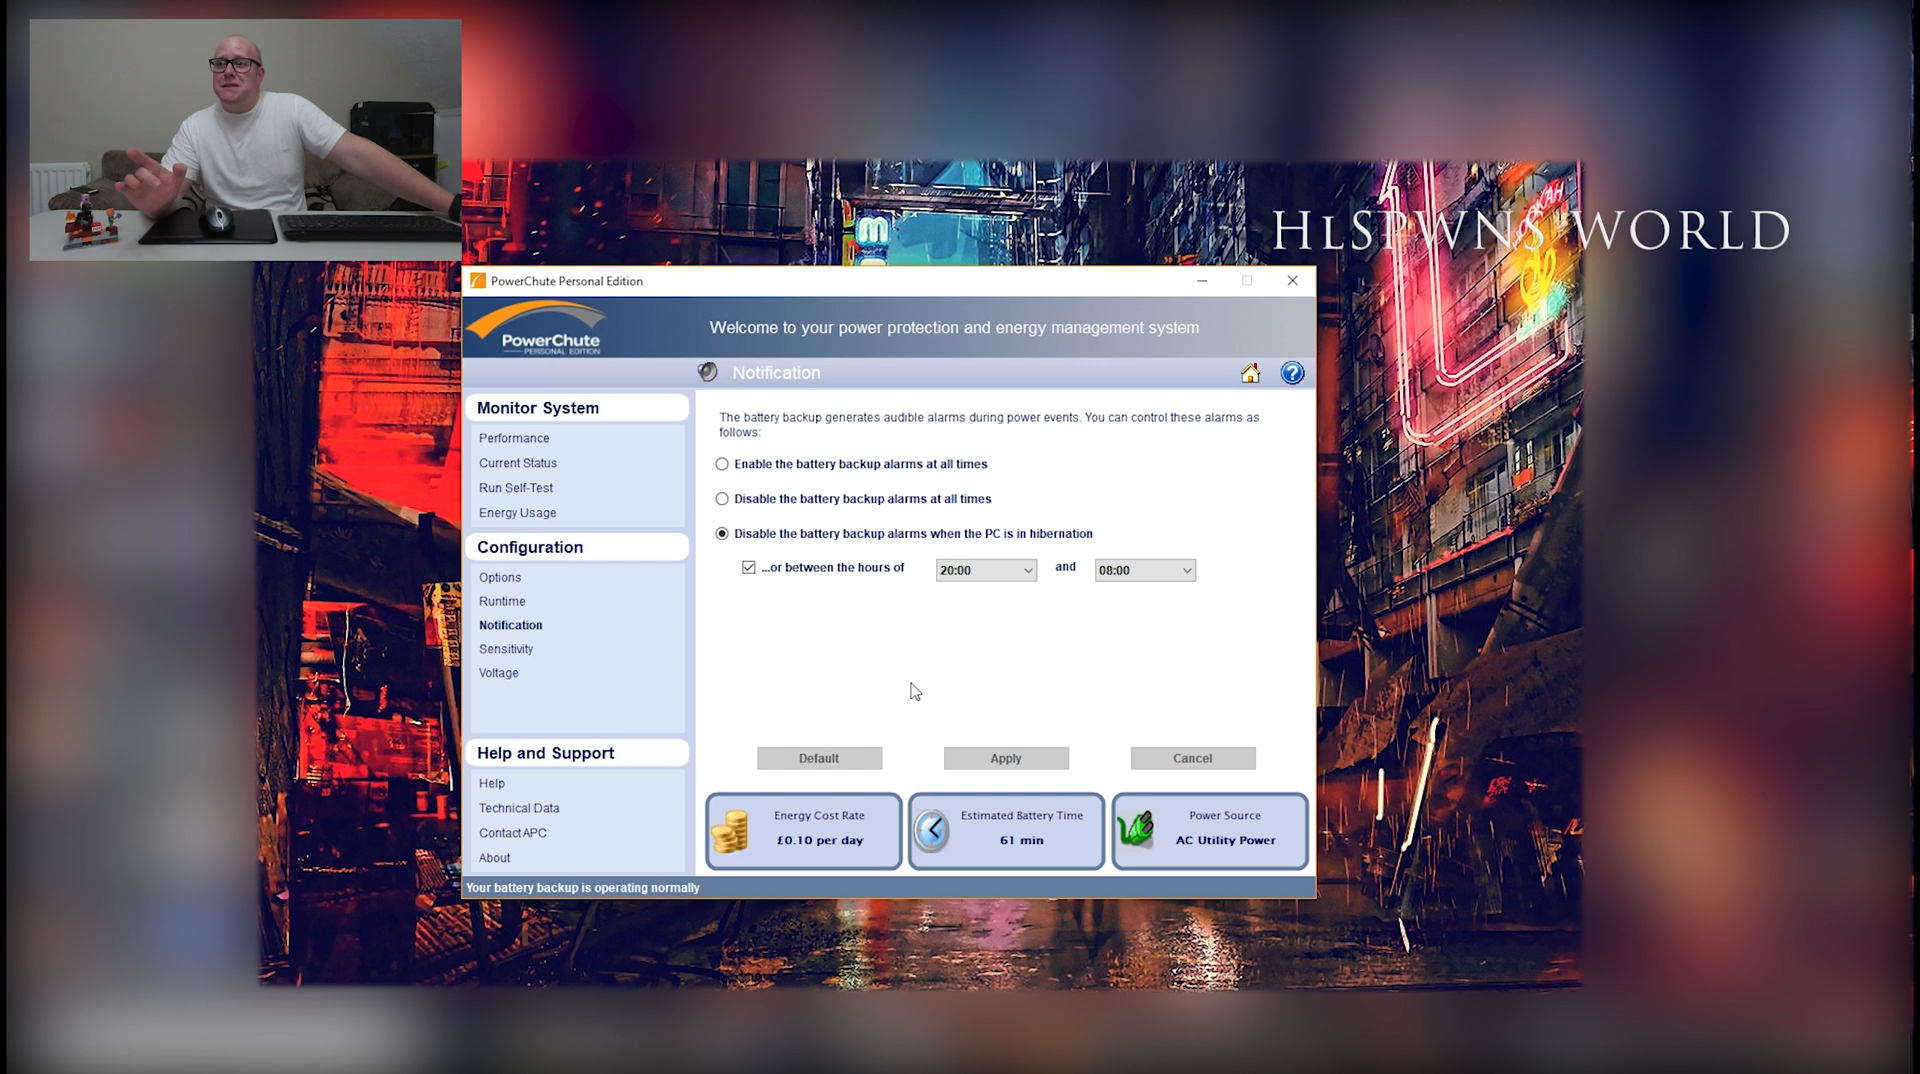 HLSPWNS WORLD
PowerChute Personal Edition
PowerChute
PERSONAL EDITION
Welcome to your power protection and energy management system
Notification
Monitor System
Performance
Current Status
Run Self-Test
Energy Usage
Configuration
Options
Runtime
Notification
Sensitivity
Voltage
Help and Support
Help
Technical Data
Contact APC
About
The battery backup generates audible alarms during power events. You can control these alarms as
follows:
Enable the battery backup alarms at all times
Disable the battery backup alarms at all times
Disable the battery backup alarms when the PC is in hibernation
...or between the hours of 20:00 and 08:00
Default Apply Cancel
Energy Cost Rate
£0.10 per day
Estimated Battery Time
61 min
Power Source
AC Utility Power
Your battery backup is operating normally